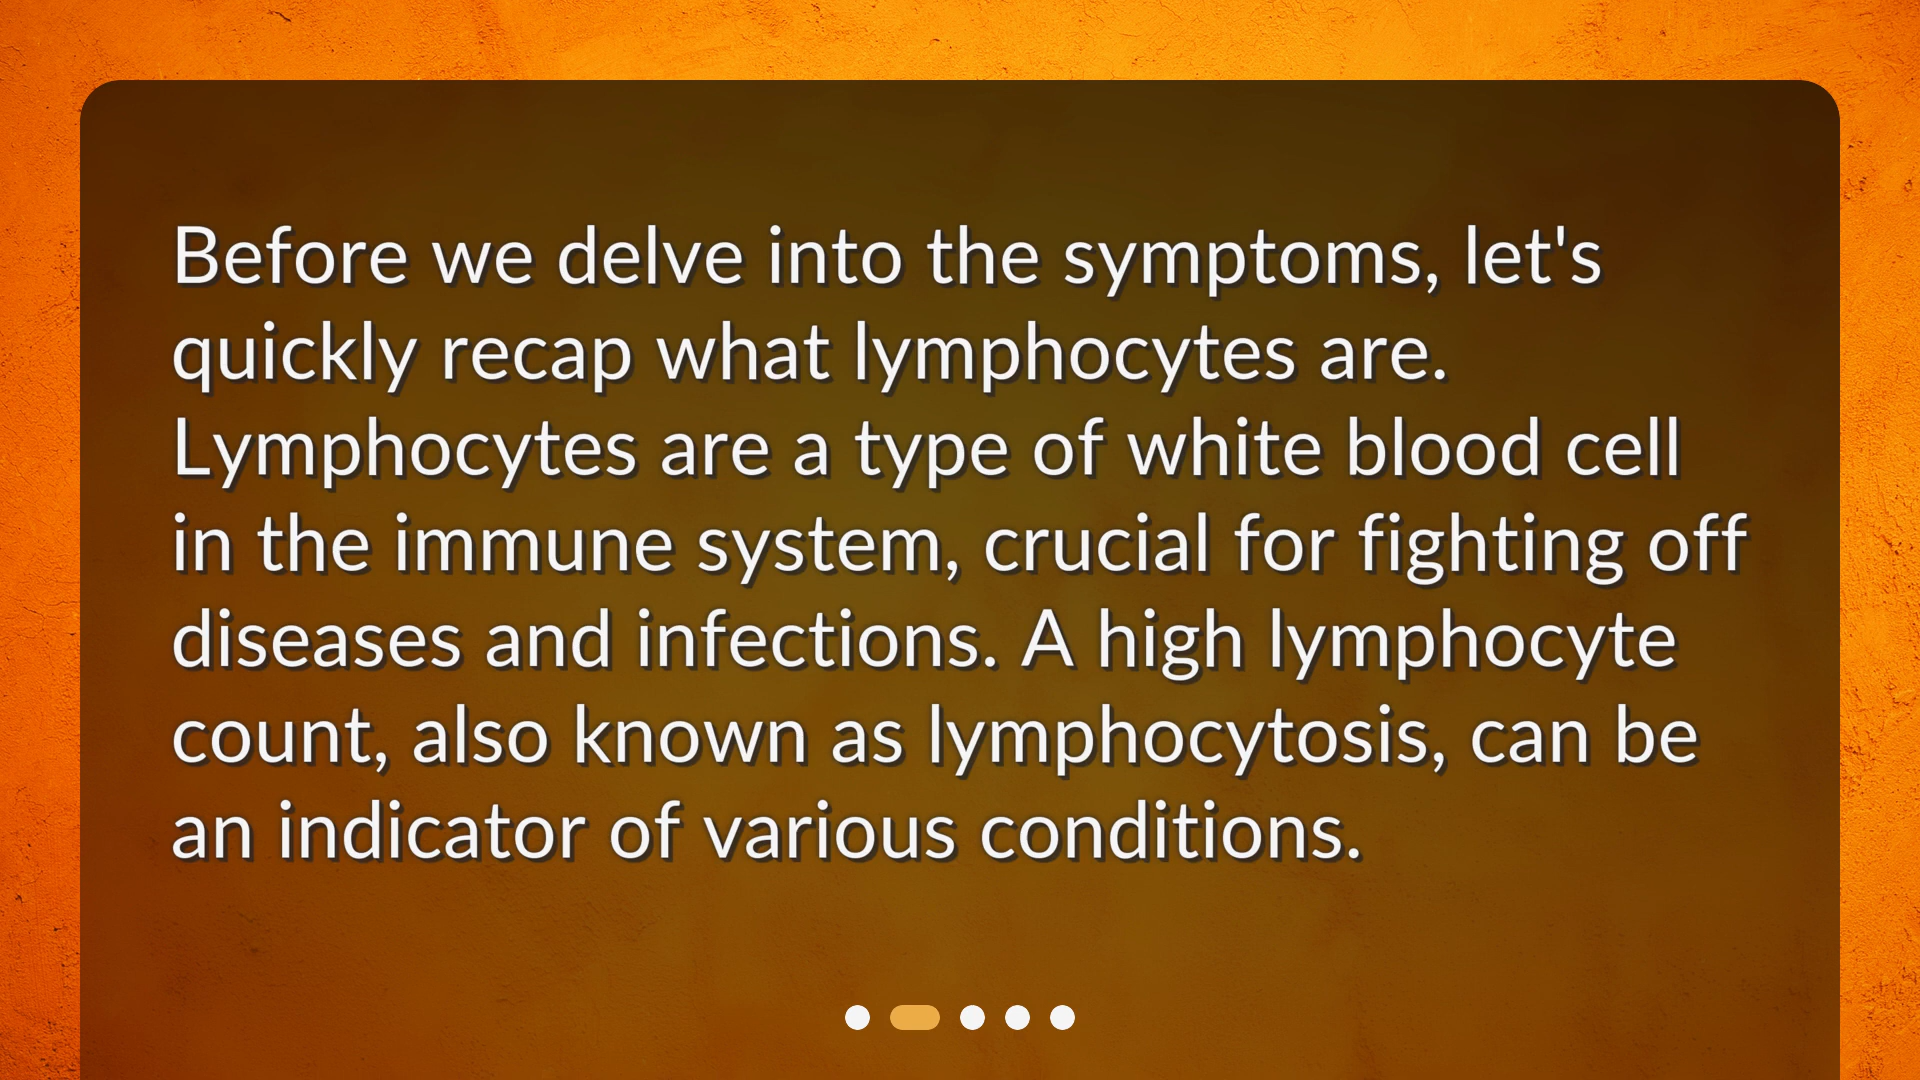 Before we delve into the symptoms, let's
quickly recap what lymphocytes are.
Lymphocytes are a type of white blood cell
in the immune system, crucial for fighting off
diseases and infections. A high lymphocyte
count, also known as lymphocytosis, can be
an indicator of various conditions.